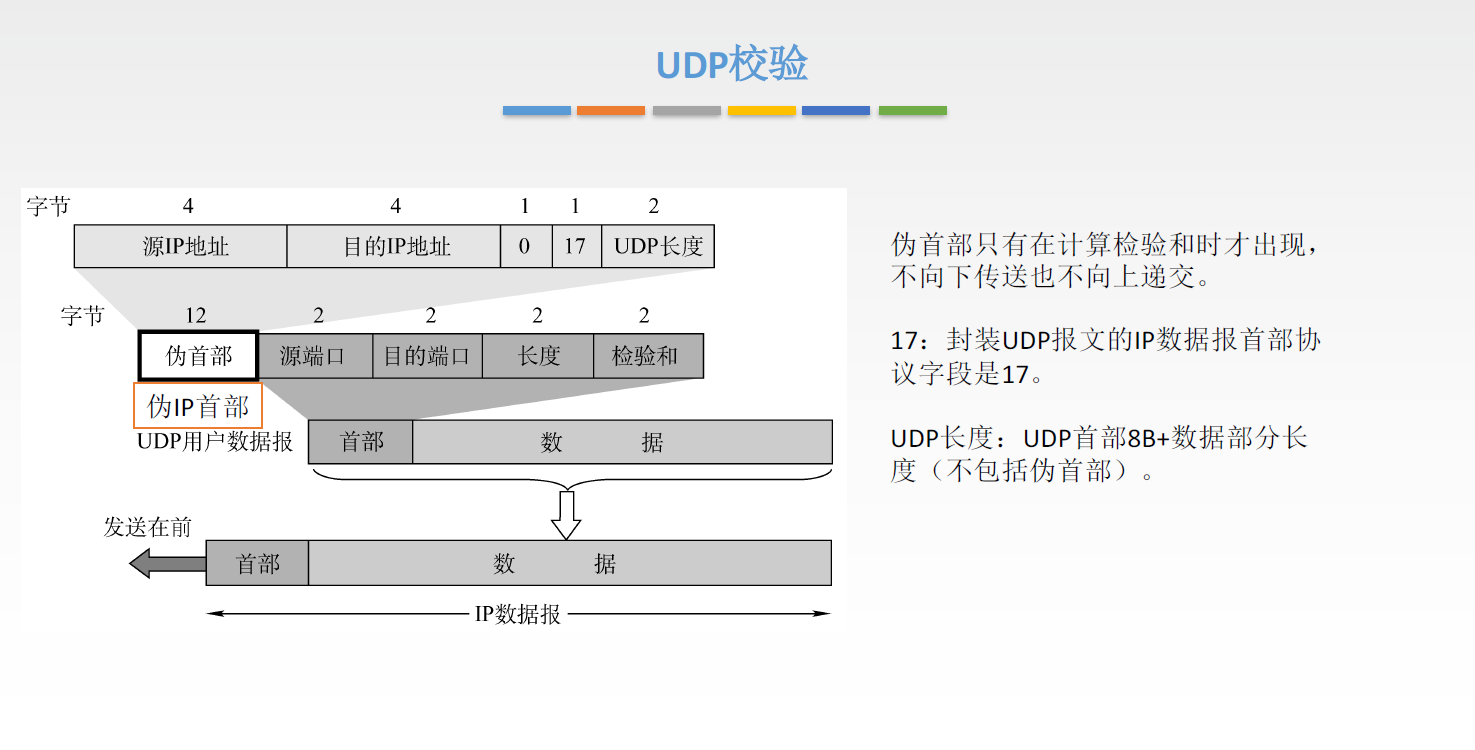 UDP校验
字节 4 4 1 1 2
源IP地址 目的IP地址 0 17 UDP长度
字节 12 2 2 2 2
伪首部 源端口 目的端口 长度 检验和
伪IP首部
UDP用户数据报 首部 数 据
发送在前
首部 数 据
IP数据报
伪首部只有在计算检验和时才出现，
不向下传送也不向上递交。
17：封装UDP报文的IP数据报首部协
议字段是17。
UDP长度：UDP首部8B+数据部分长
度（不包括伪首部）。